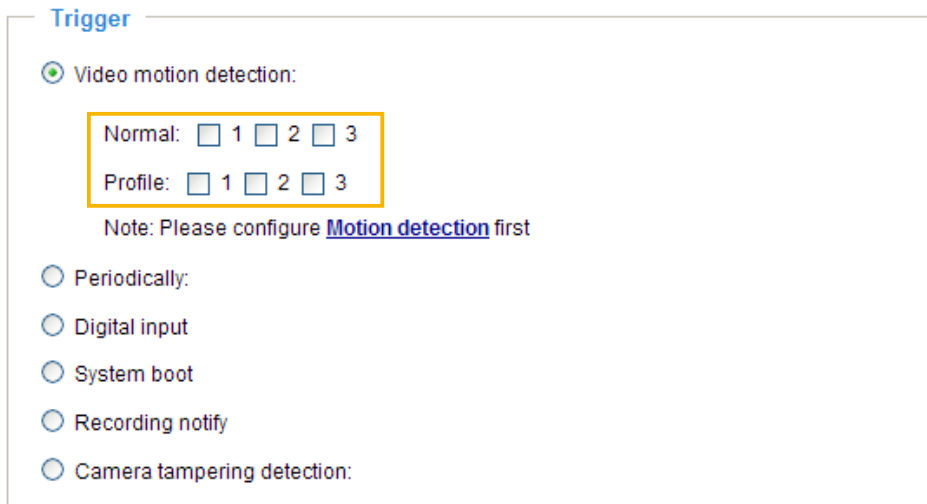 Trigger
Video motion detection:
Normal: 1 2 3
Profile: 1 2 3
Note: Please configure Motion detection first
Periodically:
Digital input
System boot
Recording notify
Camera tampering detection: